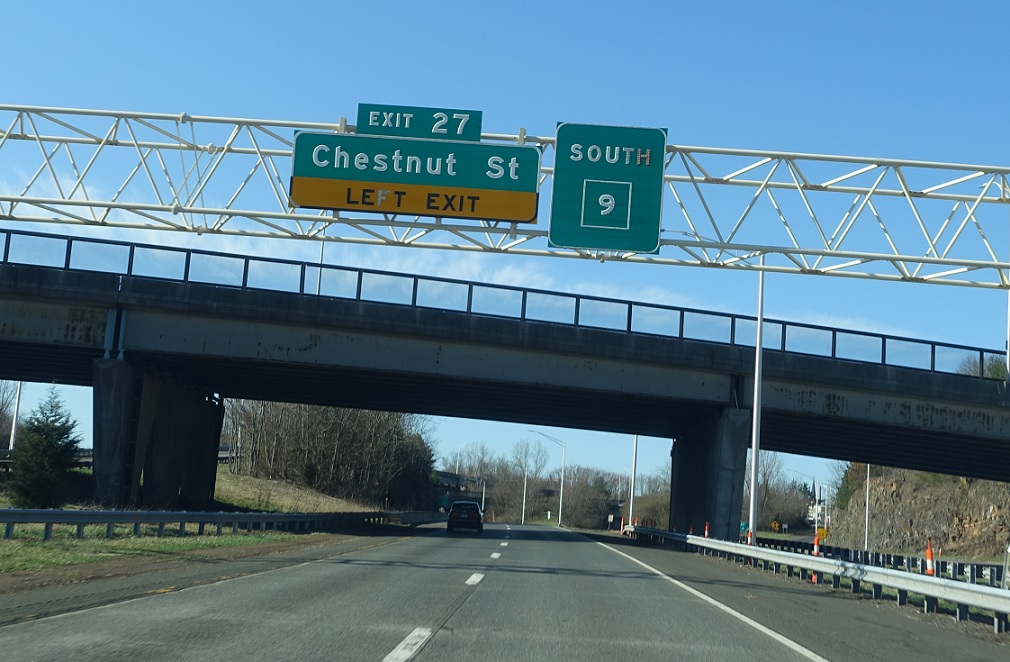 EXIT 27
Chestnut St
LEFT EXIT
SOUTH
9